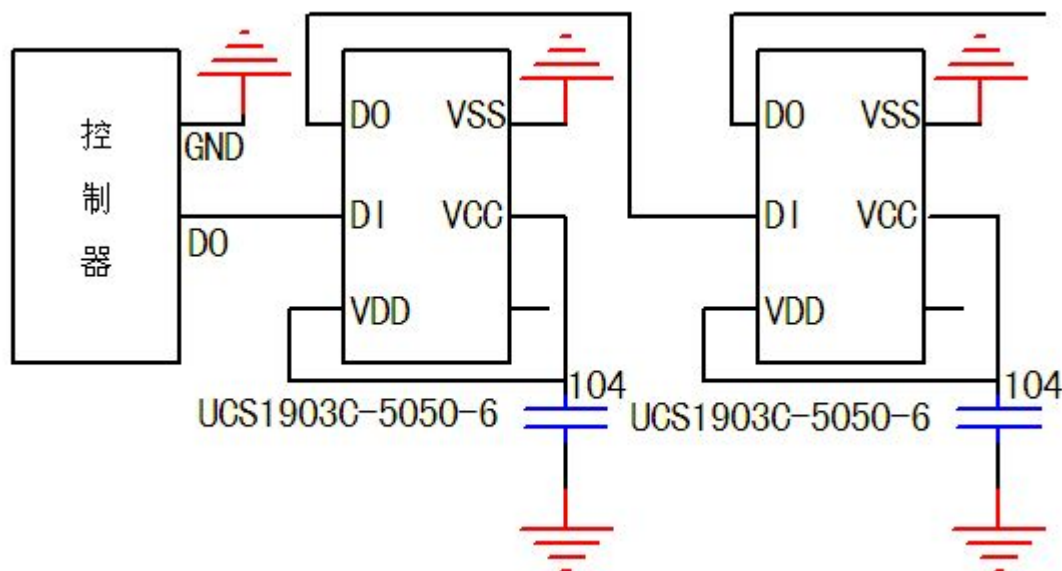 控
制
器
GND
DO
DO
VSS
DI
VCC
VDD
104
UCS1903C-5050-6
DO
VSS
DI
VCC
VDD
104
UCS1903C-5050-6